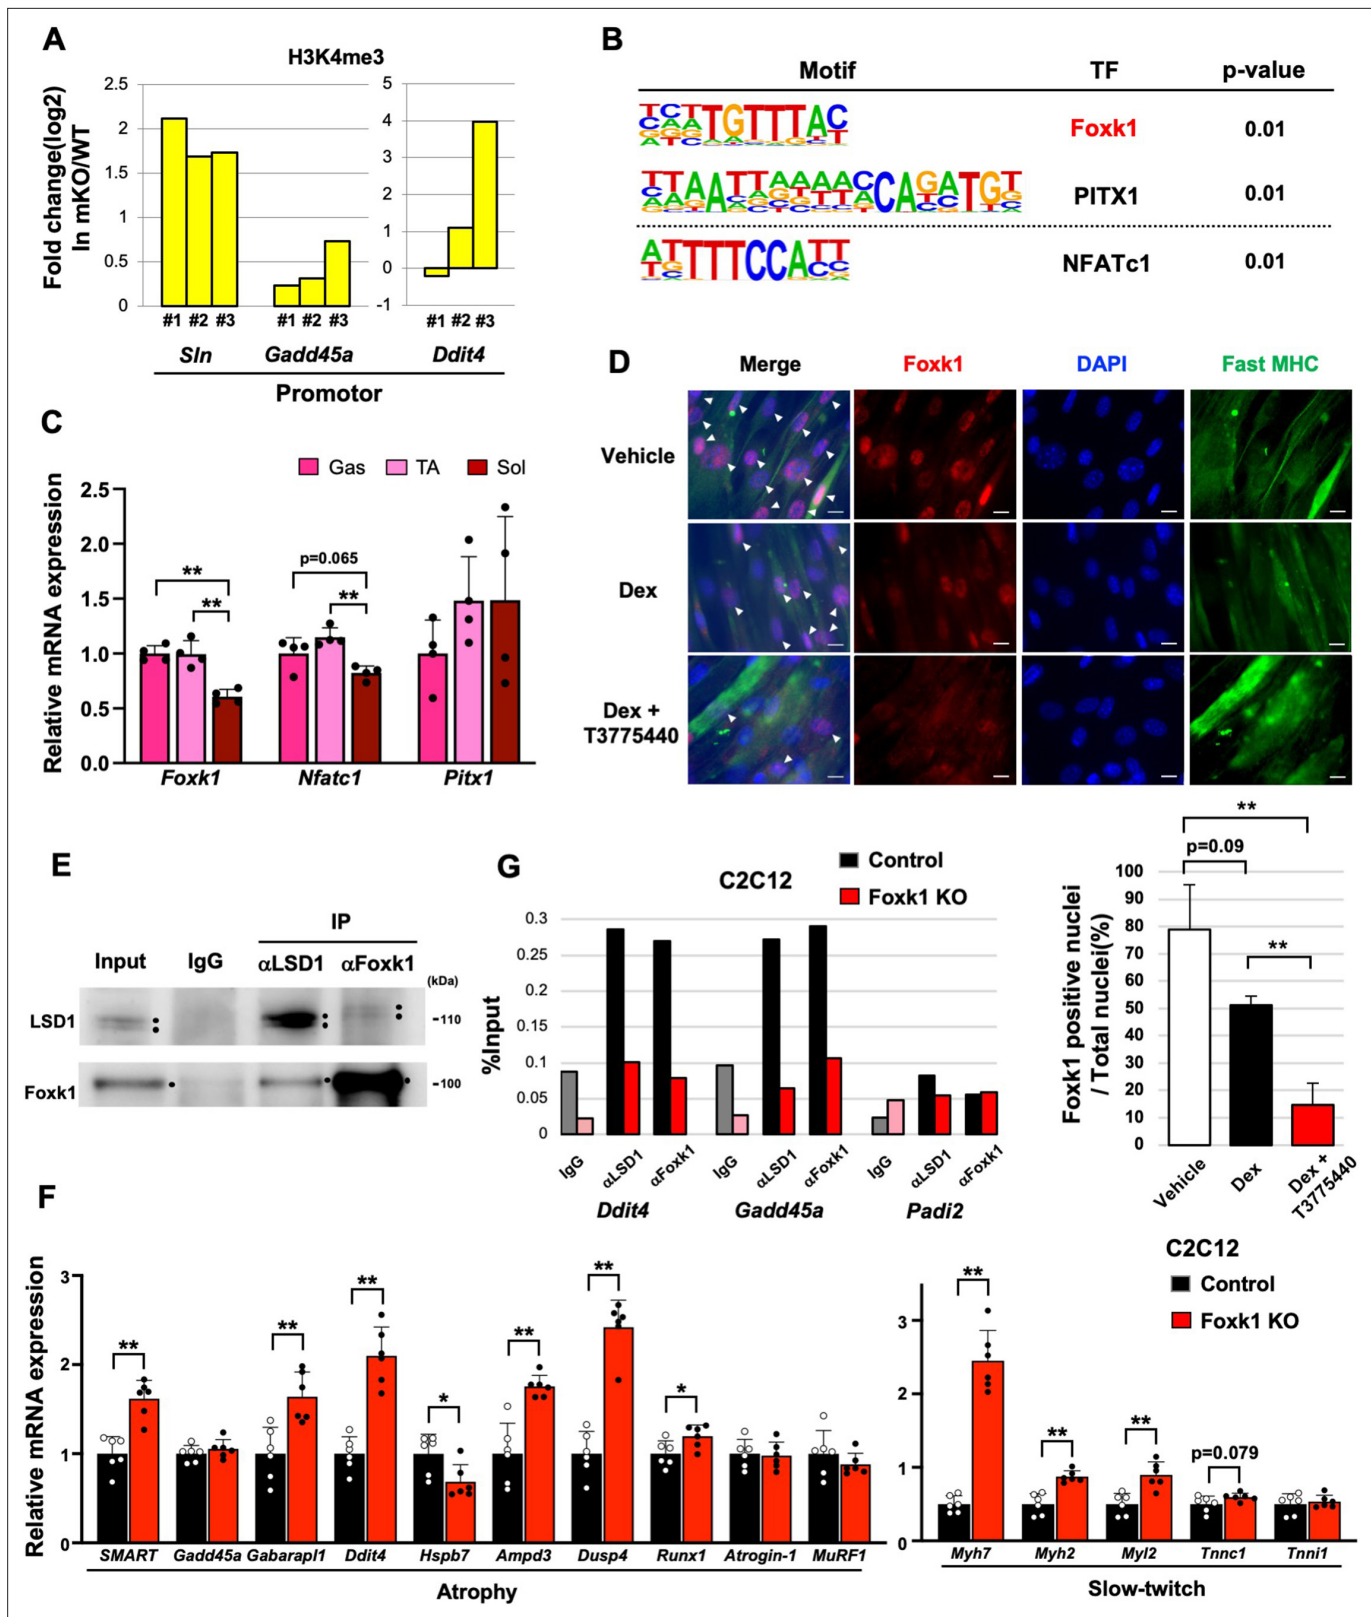 A
H3K4me3
Fold change(log2)
In mKO/WT
2.5
2
1.5
1
0.5
0
5
4
3
2
1
0
-1
#1 #2 #3
#1 #2 #3
#1 #2 #3
Sln
Gadd45a
Ddit4
Promotor
B
Motif TF p-value
Foxk1 0.01
PITX1 0.01
NFATc1 0.01
C
Gas TA Sol
Relative mRNA expression
2.5
2.0
1.5
1.0
0.5
0.0
**
**
p=0.065
**
Foxk1 Nfatc1 Pitx1
D
Merge Foxk1 DAPI Fast MHC
Vehicle
Dex
Dex +
T3775440
Foxk1 positive nuclei
/ Total nuclei(%)
100
90
80
70
60
50
40
30
20
10
0
**
p=0.09
**
Vehicle
Dex
Dex +
T3775440
E
IP
Input IgG αLSD1 αFoxk1
(kDa)
LSD1
-110
Foxk1
-100
G
C2C12
Control
Foxk1 KO
%Input
0.3
0.25
0.2
0.15
0.1
0.05
0
IgG αLSD1 αFoxk1
IgG αLSD1 αFoxk1
IgG αLSD1 αFoxk1
Ddit4 Gadd45a Padi2
F
Relative mRNA expression
3
2
1
0
**
**
**
*
**
**
*
SMART Gadd45a Gabarapl1 Ddit4 Hspb7 Ampd3 Dusp4 Runx1 Atrogin-1 MuRF1
Atrophy
C2C12
Control
Foxk1 KO
3
2
1
0
**
**
**
p=0.079
Myh7 Myh2 Myl2 Tnnc1 Tnni1
Slow-twitch